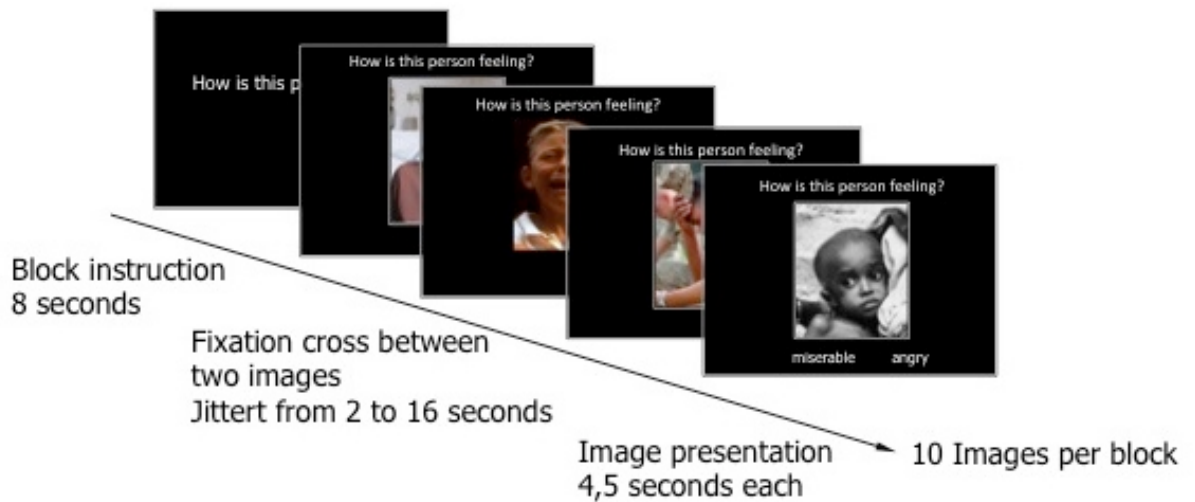 How is this p
How is this person feeling?
How is this person feeling?
How is this person feeling?
How is this person feeling?
miserable angry
Block instruction
8 seconds
Fixation cross between
two images
Jittert from 2 to 16 seconds
Image presentation
4,5 seconds each
10 Images per block